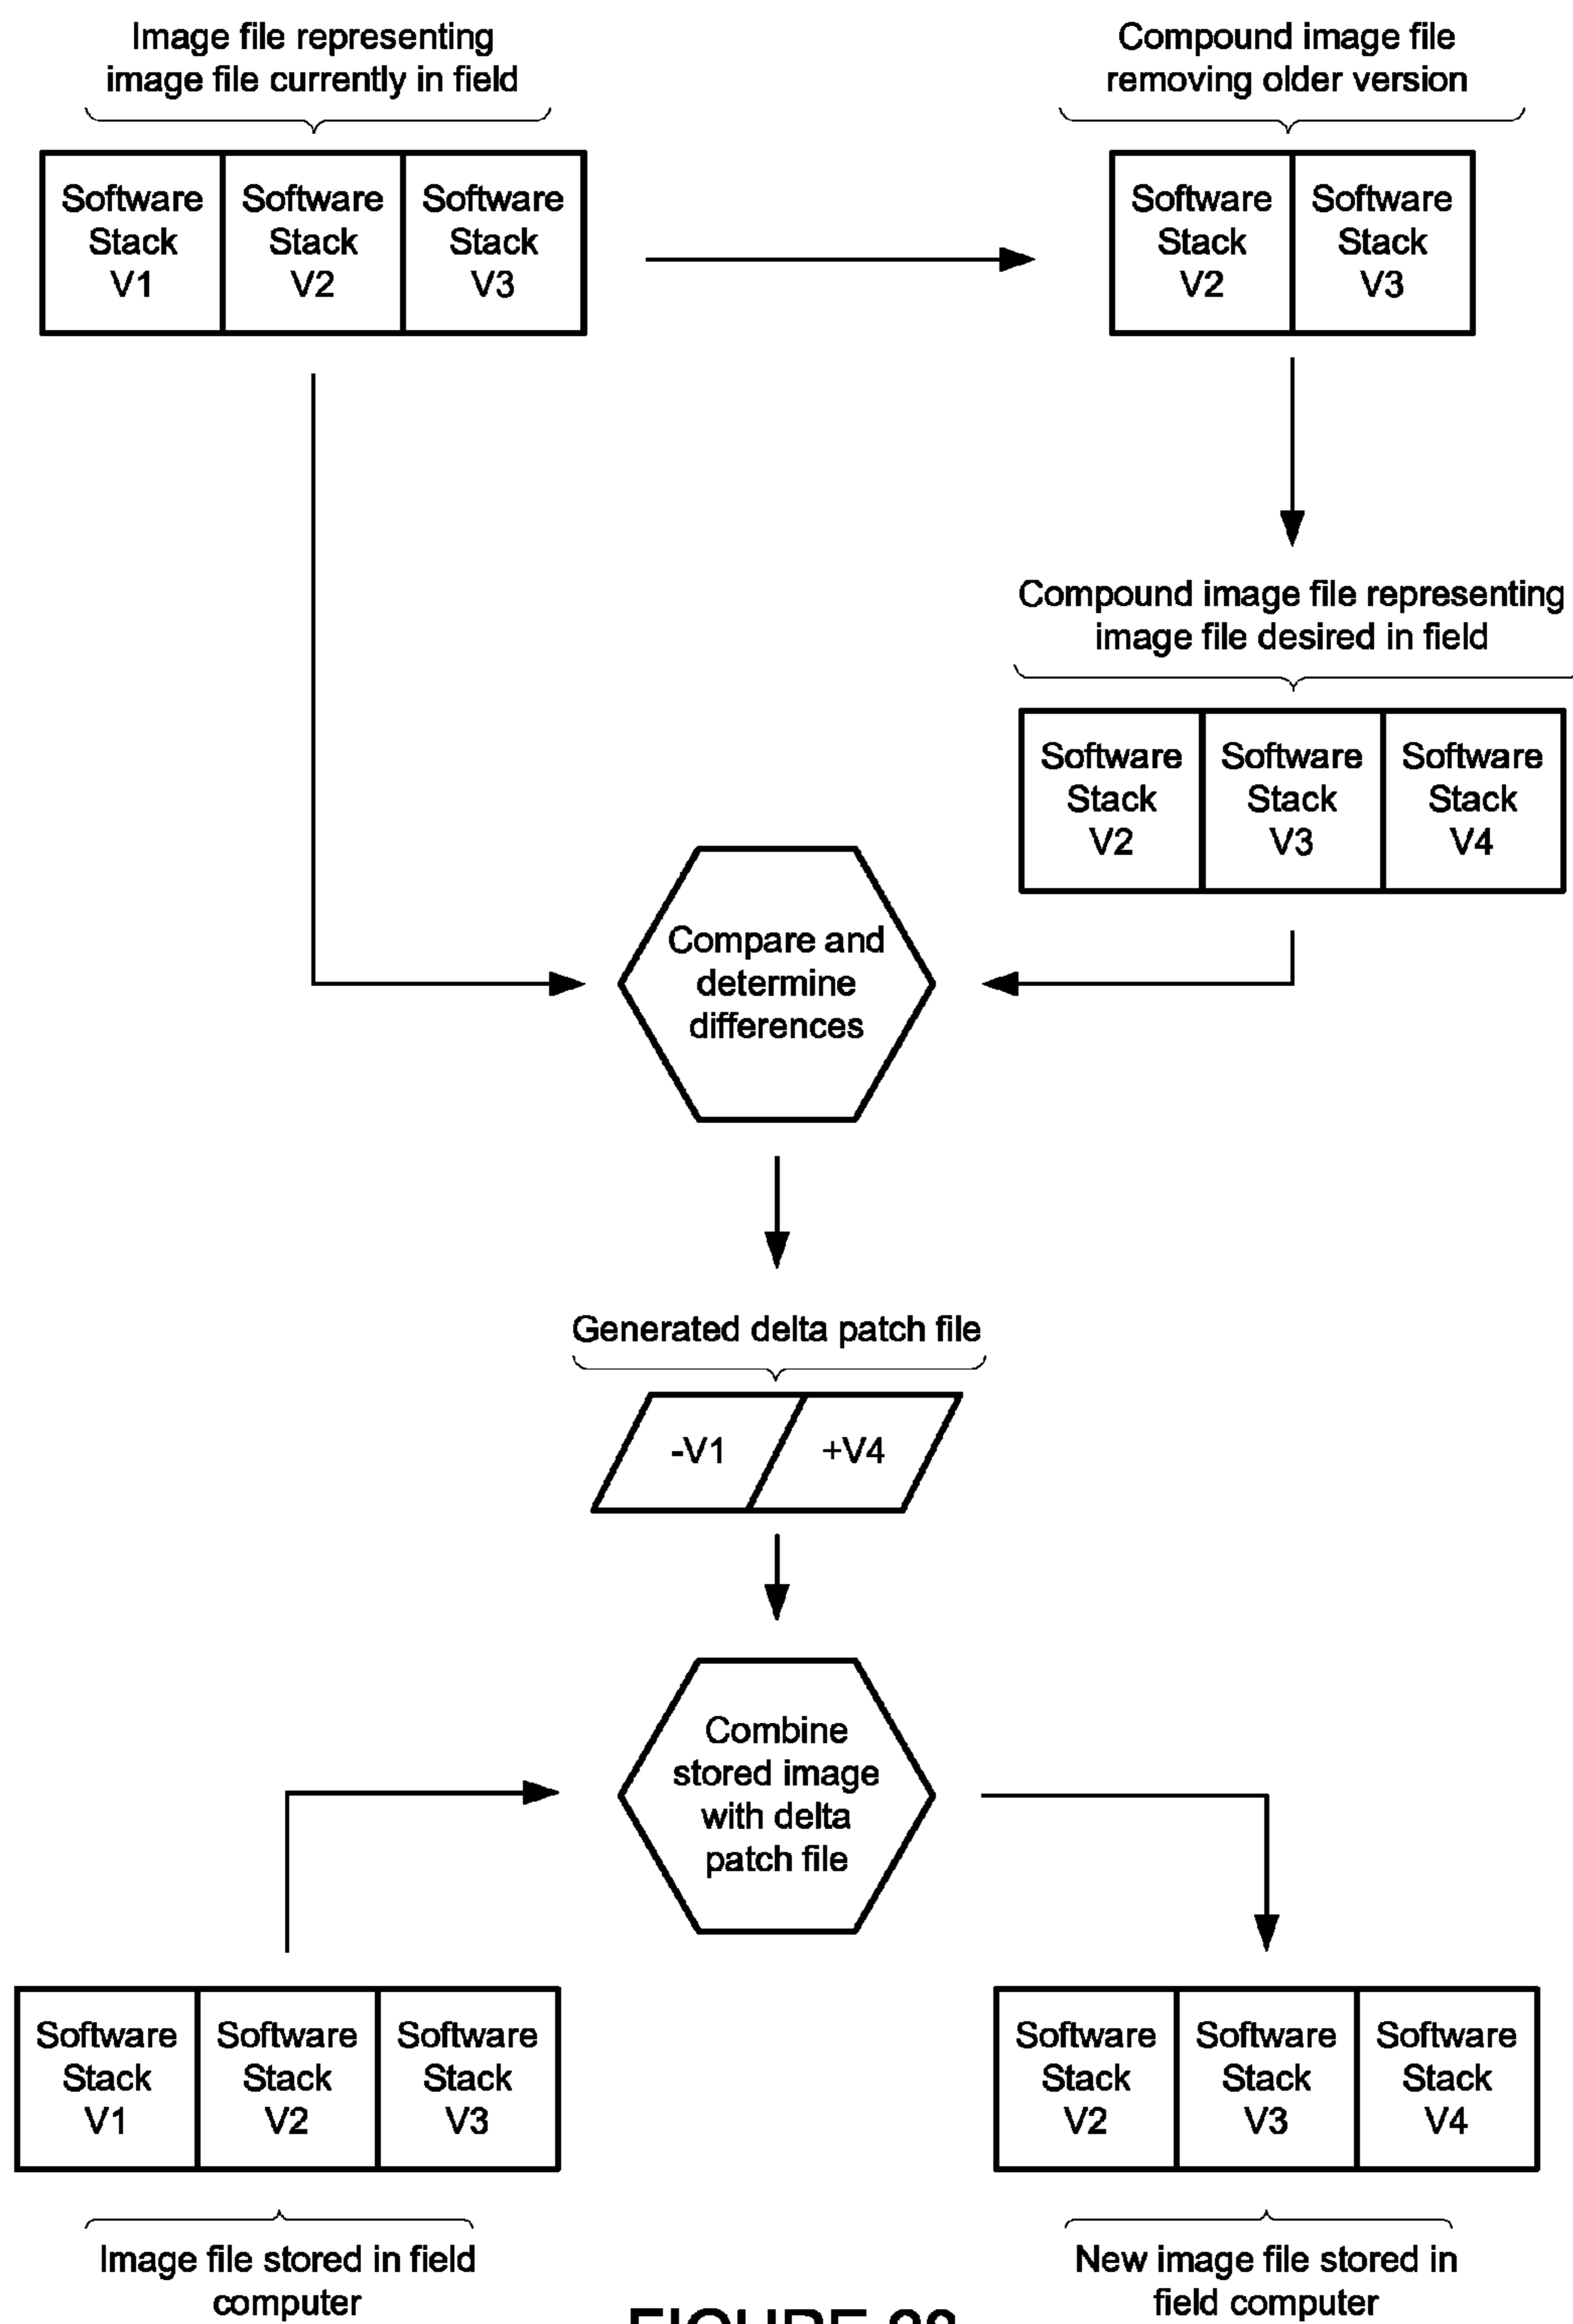 Image file representing
image file currently in field
Compound image file
removing older version
Software
Stack
V1
Software
Stack
V2
Software
Stack
V3
Software
Stack
V2
Software
Stack
V3
Compound image file representing
image file desired in field
Software
Stack
V2
Software
Stack
V3
Software
Stack
V4
Compare and
determine
differences
Generated delta patch file
-V1
+V4
Combine
stored image
with delta
patch file
Software
Stack
V1
Software
Stack
V2
Software
Stack
V3
Software
Stack
V2
Software
Stack
V3
Software
Stack
V4
Image file stored in field
computer
New image file stored in
field computer
FIGURE